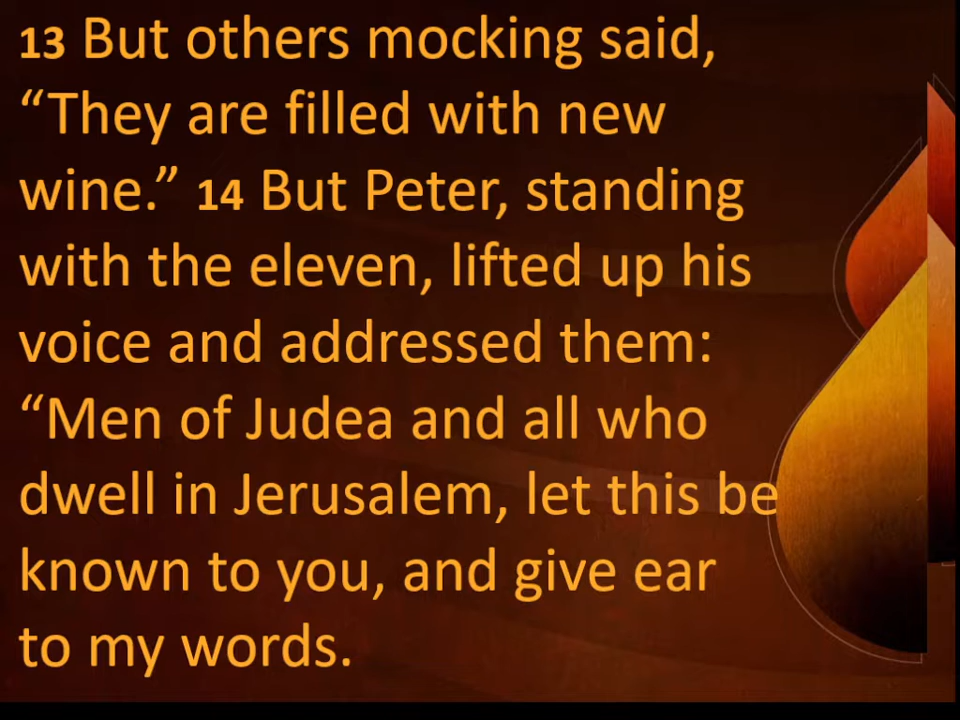 13 But others mocking said,
“They are filled with new
wine.” 14 But Peter, standing
with the eleven, lifted up his
voice and addressed them:
“Men of Judea and all who
dwell in Jerusalem, let this be
known to you, and give ear
to my words.